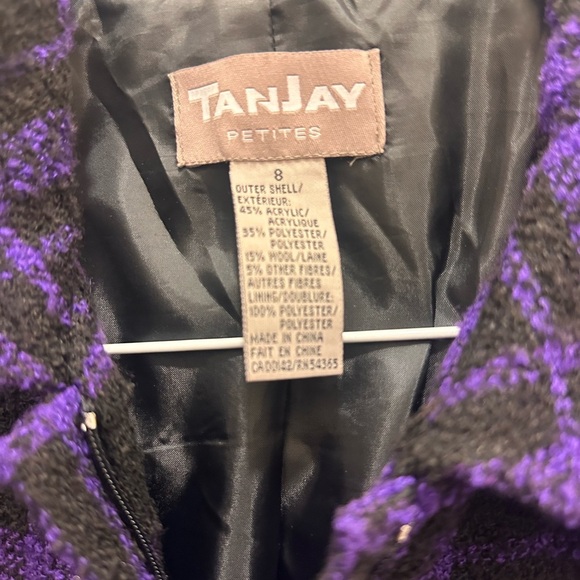 TANJAY
PETITES
8
OUTER SHELL/
EXTÉRIEUR:
45% ACRYLIC/
ACRYLIQUE
35% POLYESTER/
POLYESTER
15% WOOL/LAINE
5% OTHER FIBRES/
AUTRES FIBRES
LINING/DOUBLURE:
100% POLYESTER/
POLYESTER
MADE IN CHINA
FAIT EN CHINE
CA00142/RN54365